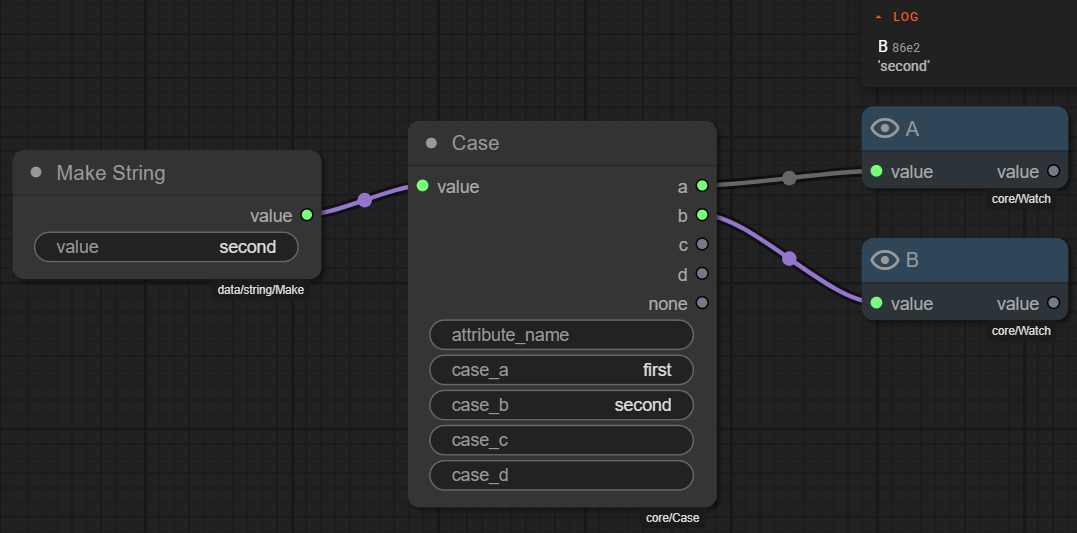 LOG
B 86e2
'second'
Make String
value
value second
data/string/Make
Case
value a
b
c
d
none
attribute_name
case_a first
case_b second
case_c
case_d
core/Case
A
value value
core/Watch
B
value value
core/Watch